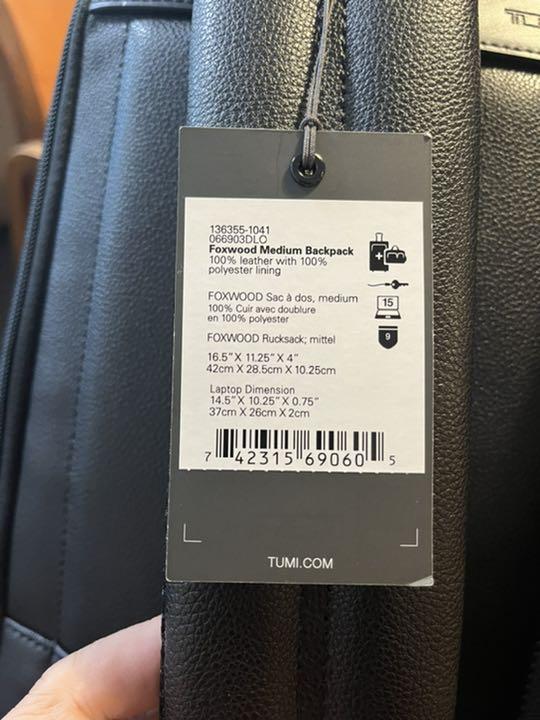 136355-1041
066903DLO
Foxwood Medium Backpack
100% leather with 100%
polyester lining
FOXWOOD Sac à dos, medium
100% Cuir avec doublure
en 100% polyester
FOXWOOD Rucksack; mittel
16.5" X 11.25" X 4"
42cm X 28.5cm X 10.25cm
Laptop Dimension
14.5" X 10.25" X 0.75"
37cm X 26cm X 2cm
15
9
7 42315 69060 5
TUMI.COM